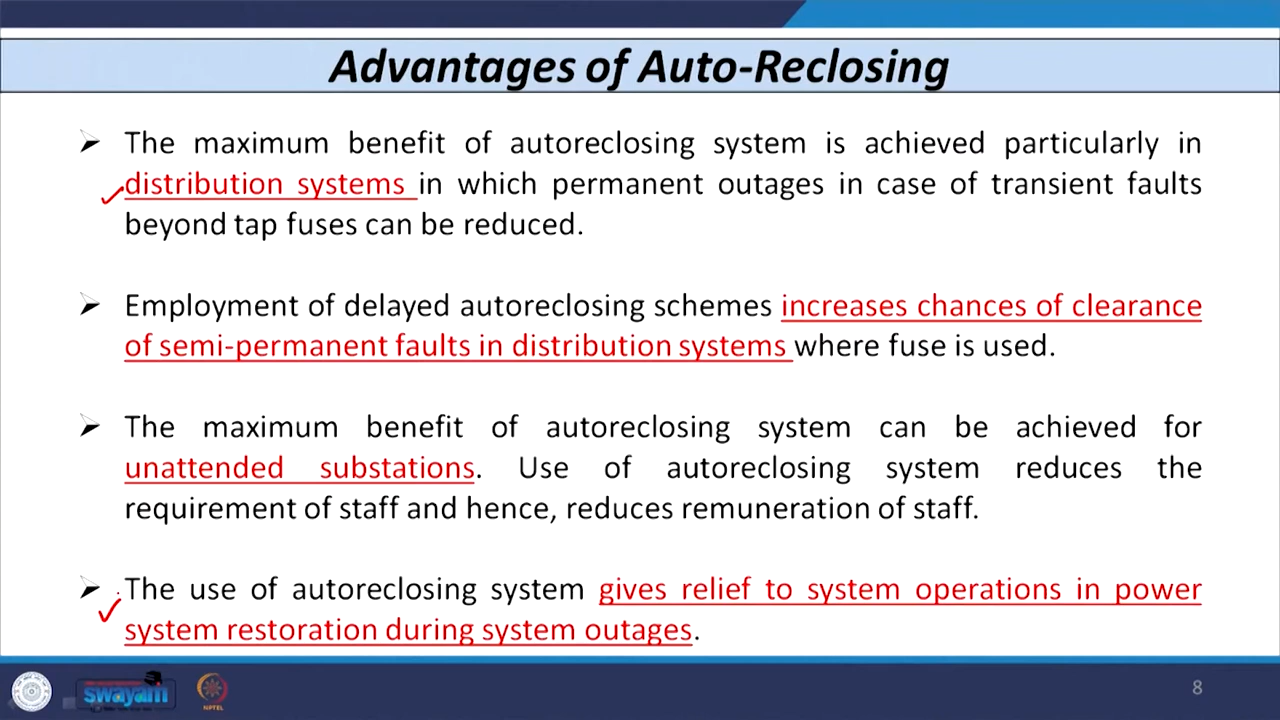 Advantages of Auto-Reclosing
The maximum benefit of autoreclosing system is achieved particularly in
distribution systems in which permanent outages in case of transient faults
beyond tap fuses can be reduced.
Employment of delayed autoreclosing schemes increases chances of clearance
of semi-permanent faults in distribution systems where fuse is used.
The maximum benefit of autoreclosing system can be achieved for
unattended substations. Use of autoreclosing system reduces the
requirement of staff and hence, reduces remuneration of staff.
The use of autoreclosing system gives relief to system operations in power
system restoration during system outages.
swayam
NPTEL
8